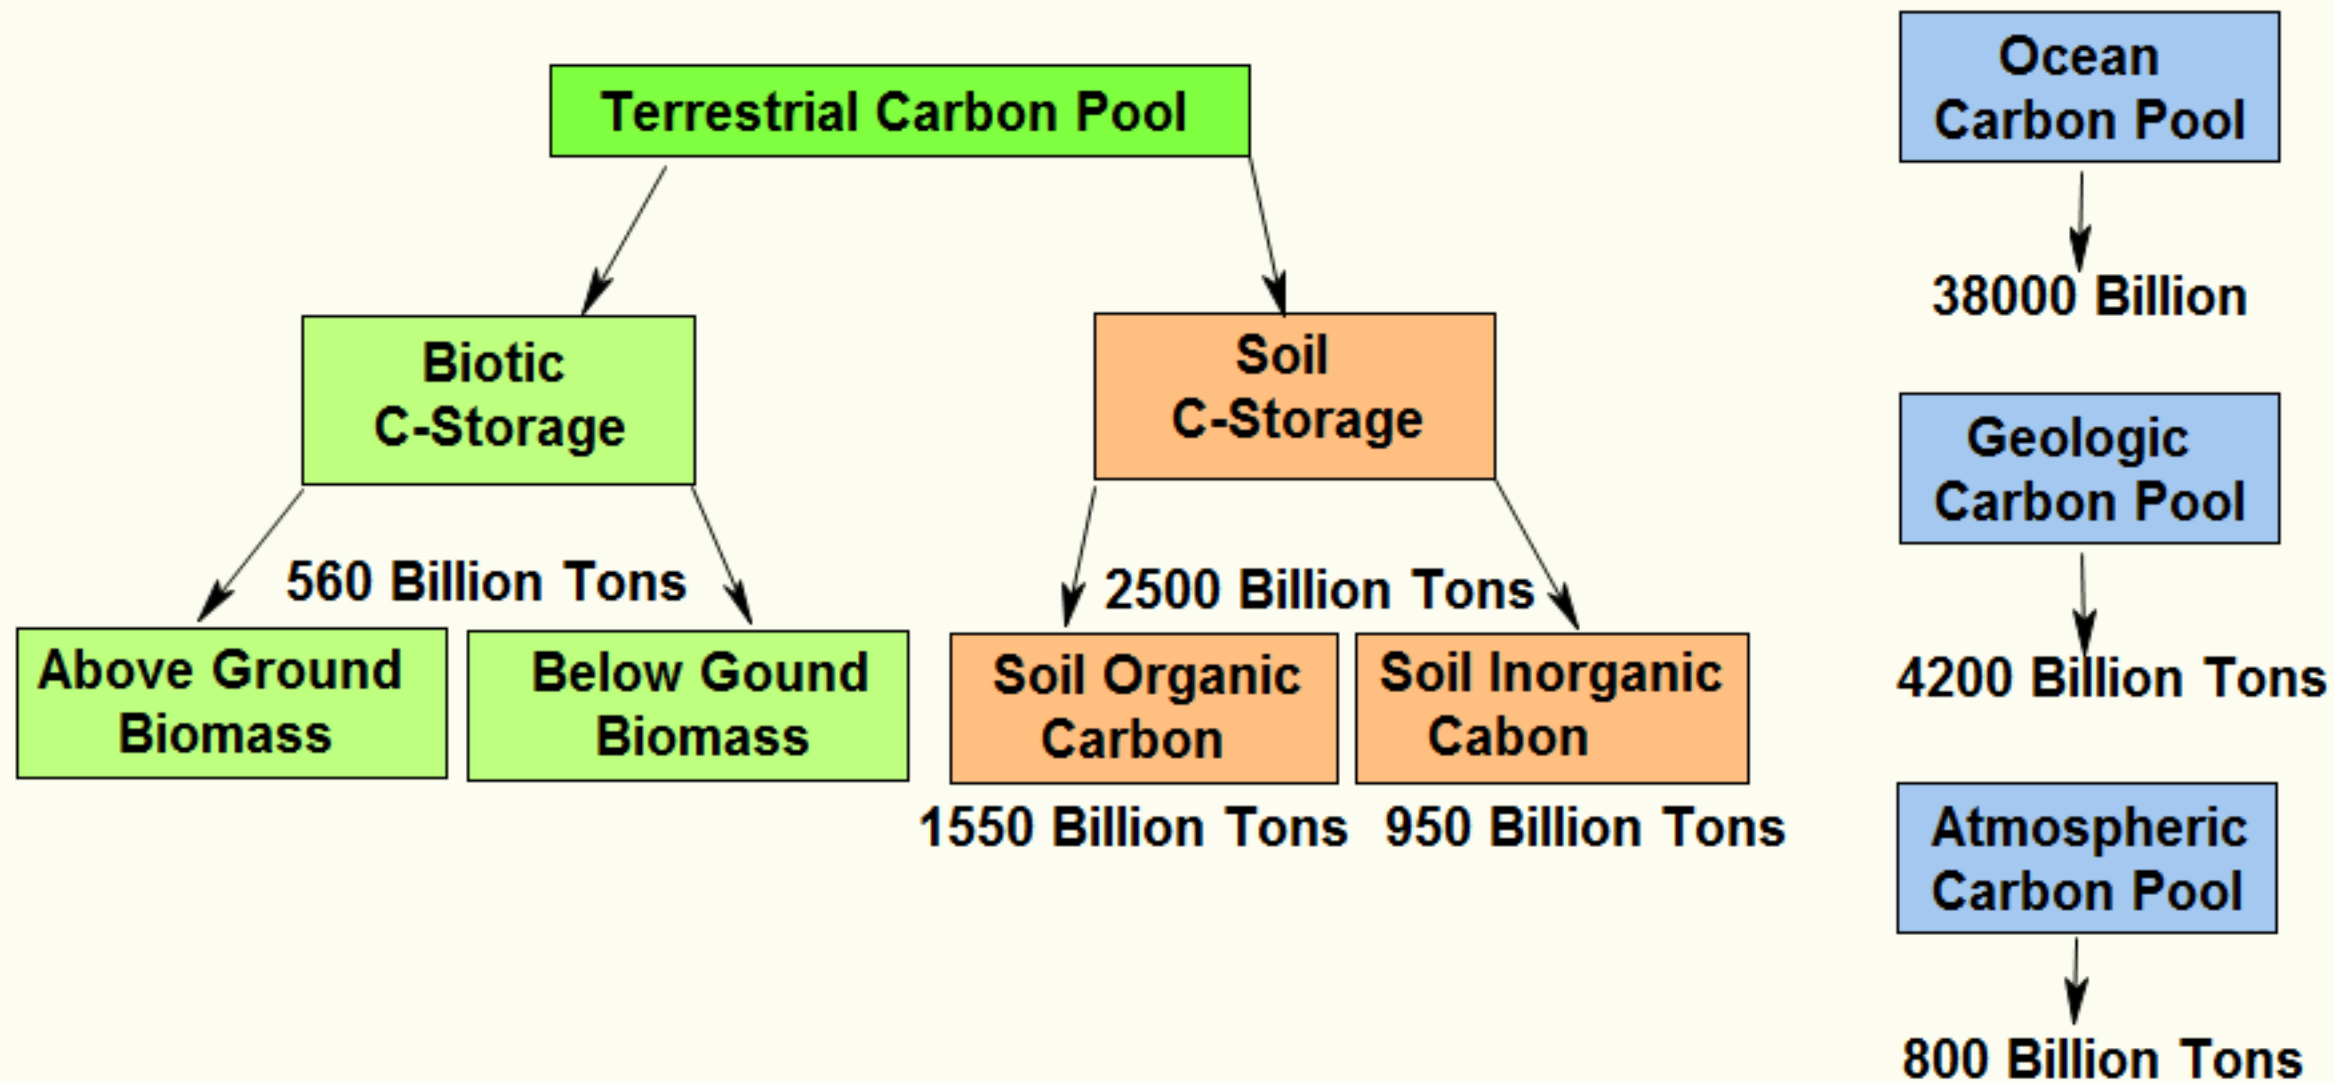 Terrestrial Carbon Pool
Biotic
C-Storage
Soil
C-Storage
560 Billion Tons
2500 Billion Tons
Above Ground
Biomass
Below Gound
Biomass
Soil Organic
Carbon
Soil Inorganic
Cabon
1550 Billion Tons
950 Billion Tons
Ocean
Carbon Pool
38000 Billion
Geologic
Carbon Pool
4200 Billion Tons
Atmospheric
Carbon Pool
800 Billion Tons